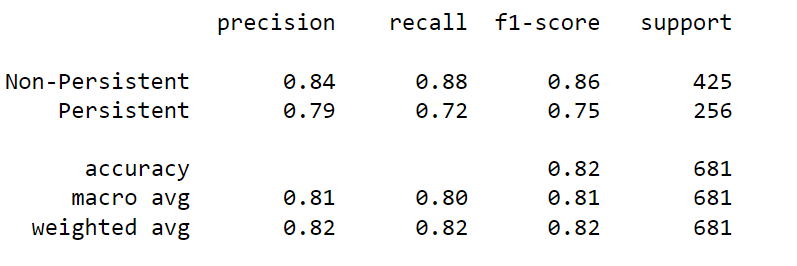 precision recall f1-score support
Non-Persistent 0.84 0.88 0.86 425
Persistent 0.79 0.72 0.75 256
accuracy 0.82 681
macro avg 0.81 0.80 0.81 681
weighted avg 0.82 0.82 0.82 681